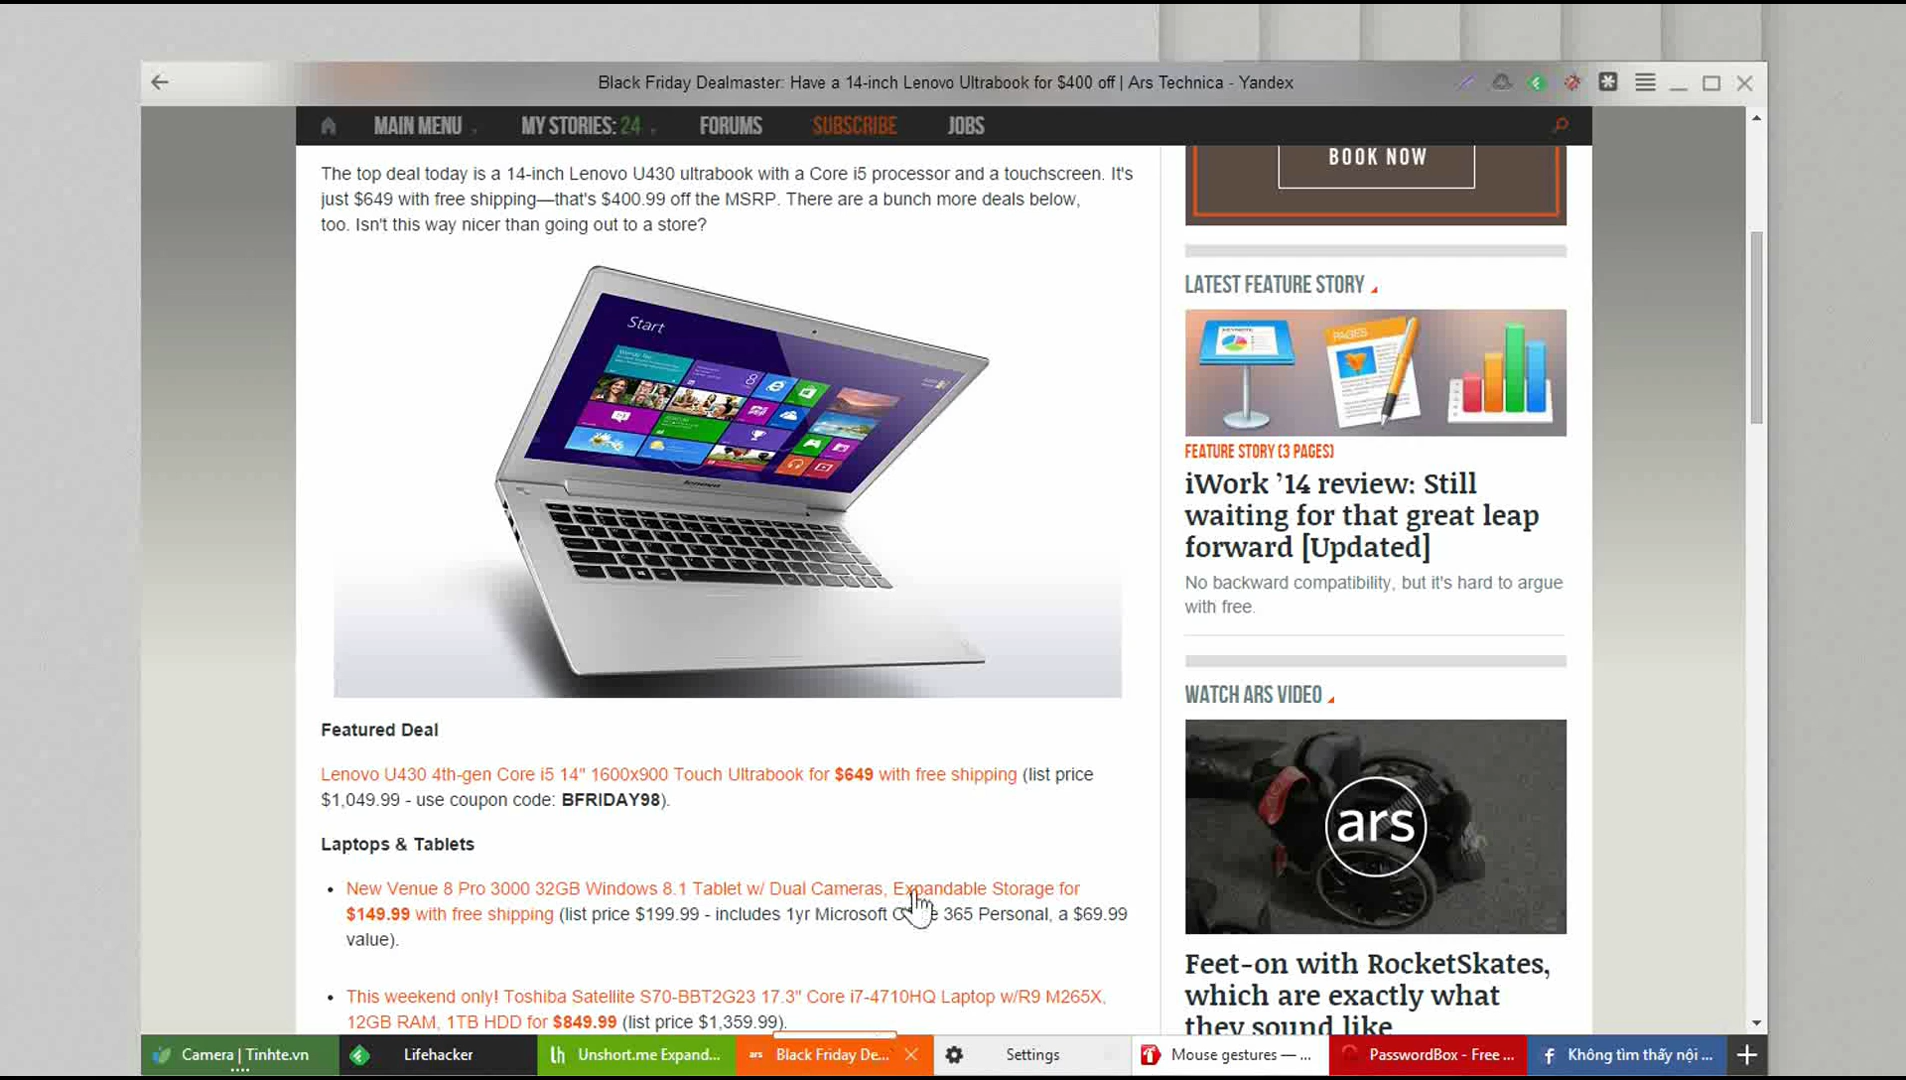 Black Friday Dealmaster: Have a 14-inch Lenovo Ultrabook for $400 off | Ars Technica - Yandex
MAIN MENU
MY STORIES: 24
FORUMS
SUBSCRIBE
JOBS
The top deal today is a 14-inch Lenovo U430 ultrabook with a Core i5 processor and a touchscreen. It's
just $649 with free shipping—that's $400.99 off the MSRP. There are a bunch more deals below,
too. Isn't this way nicer than going out to a store?
Start
lenovo
Featured Deal
Lenovo U430 4th-gen Core i5 14" 1600x900 Touch Ultrabook for $649 with free shipping (list price
$1,049.99 - use coupon code: BFRIDAY98).
Laptops & Tablets
• New Venue 8 Pro 3000 32GB Windows 8.1 Tablet w/ Dual Cameras, Expandable Storage for
$149.99 with free shipping (list price $199.99 - includes 1yr Microsoft 365 Personal, a $69.99
value).
• This weekend only! Toshiba Satellite S70-BBT2G23 17.3" Core i7-4710HQ Laptop w/R9 M265X,
12GB RAM, 1TB HDD for $849.99 (list price $1,359.99).
BOOK NOW
LATEST FEATURE STORY
KEYNOTE
PAGES
FEATURE STORY (3 PAGES)
iWork ’14 review: Still
waiting for that great leap
forward [Updated]
No backward compatibility, but it's hard to argue
with free.
WATCH ARS VIDEO
ars
Feet-on with RocketSkates,
which are exactly what
they sound like
Camera | Tinhte.vn
Lifehacker
lh Unshort.me Expand...
ars Black Friday De...
Settings
Mouse gestures — ...
PasswordBox - Free ...
f Không tìm thấy nội ...